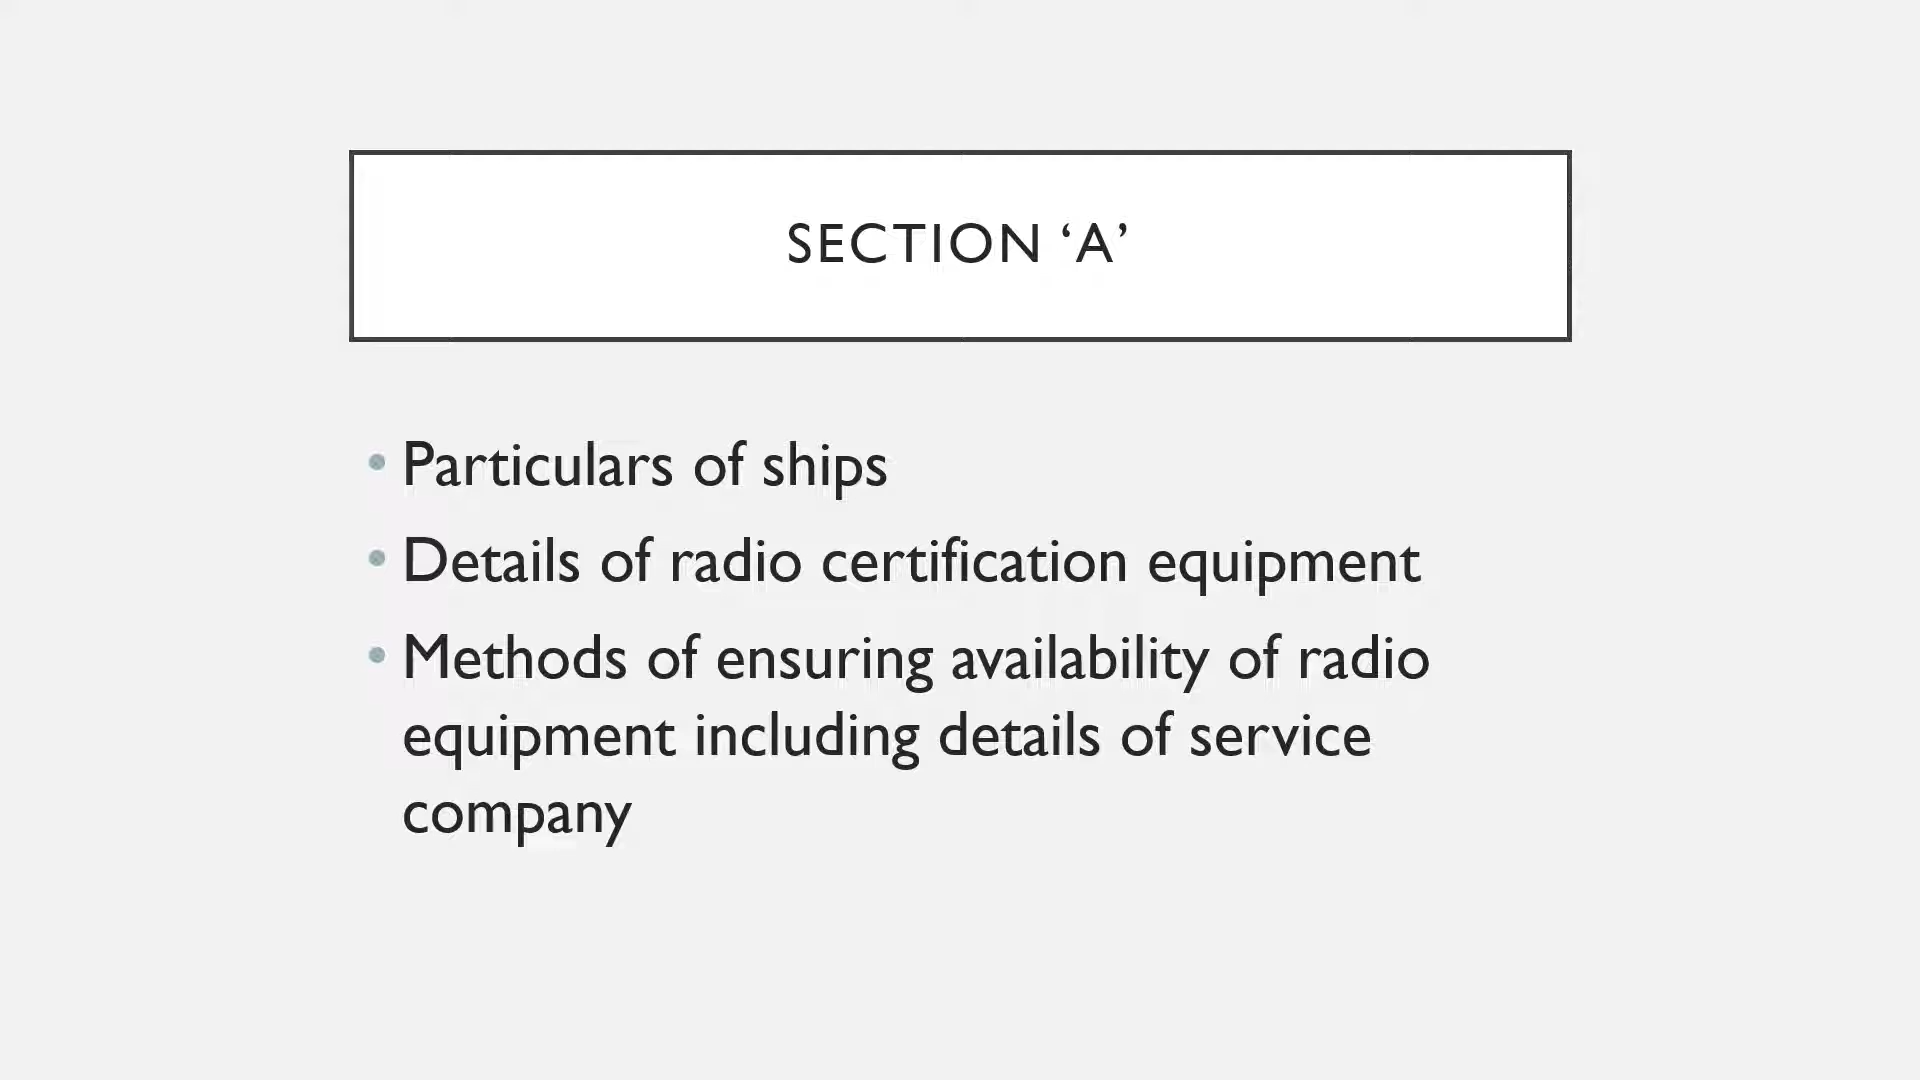 SECTION ‘A’
• Particulars of ships
• Details of radio certification equipment
• Methods of ensuring availability of radio
equipment including details of service
company